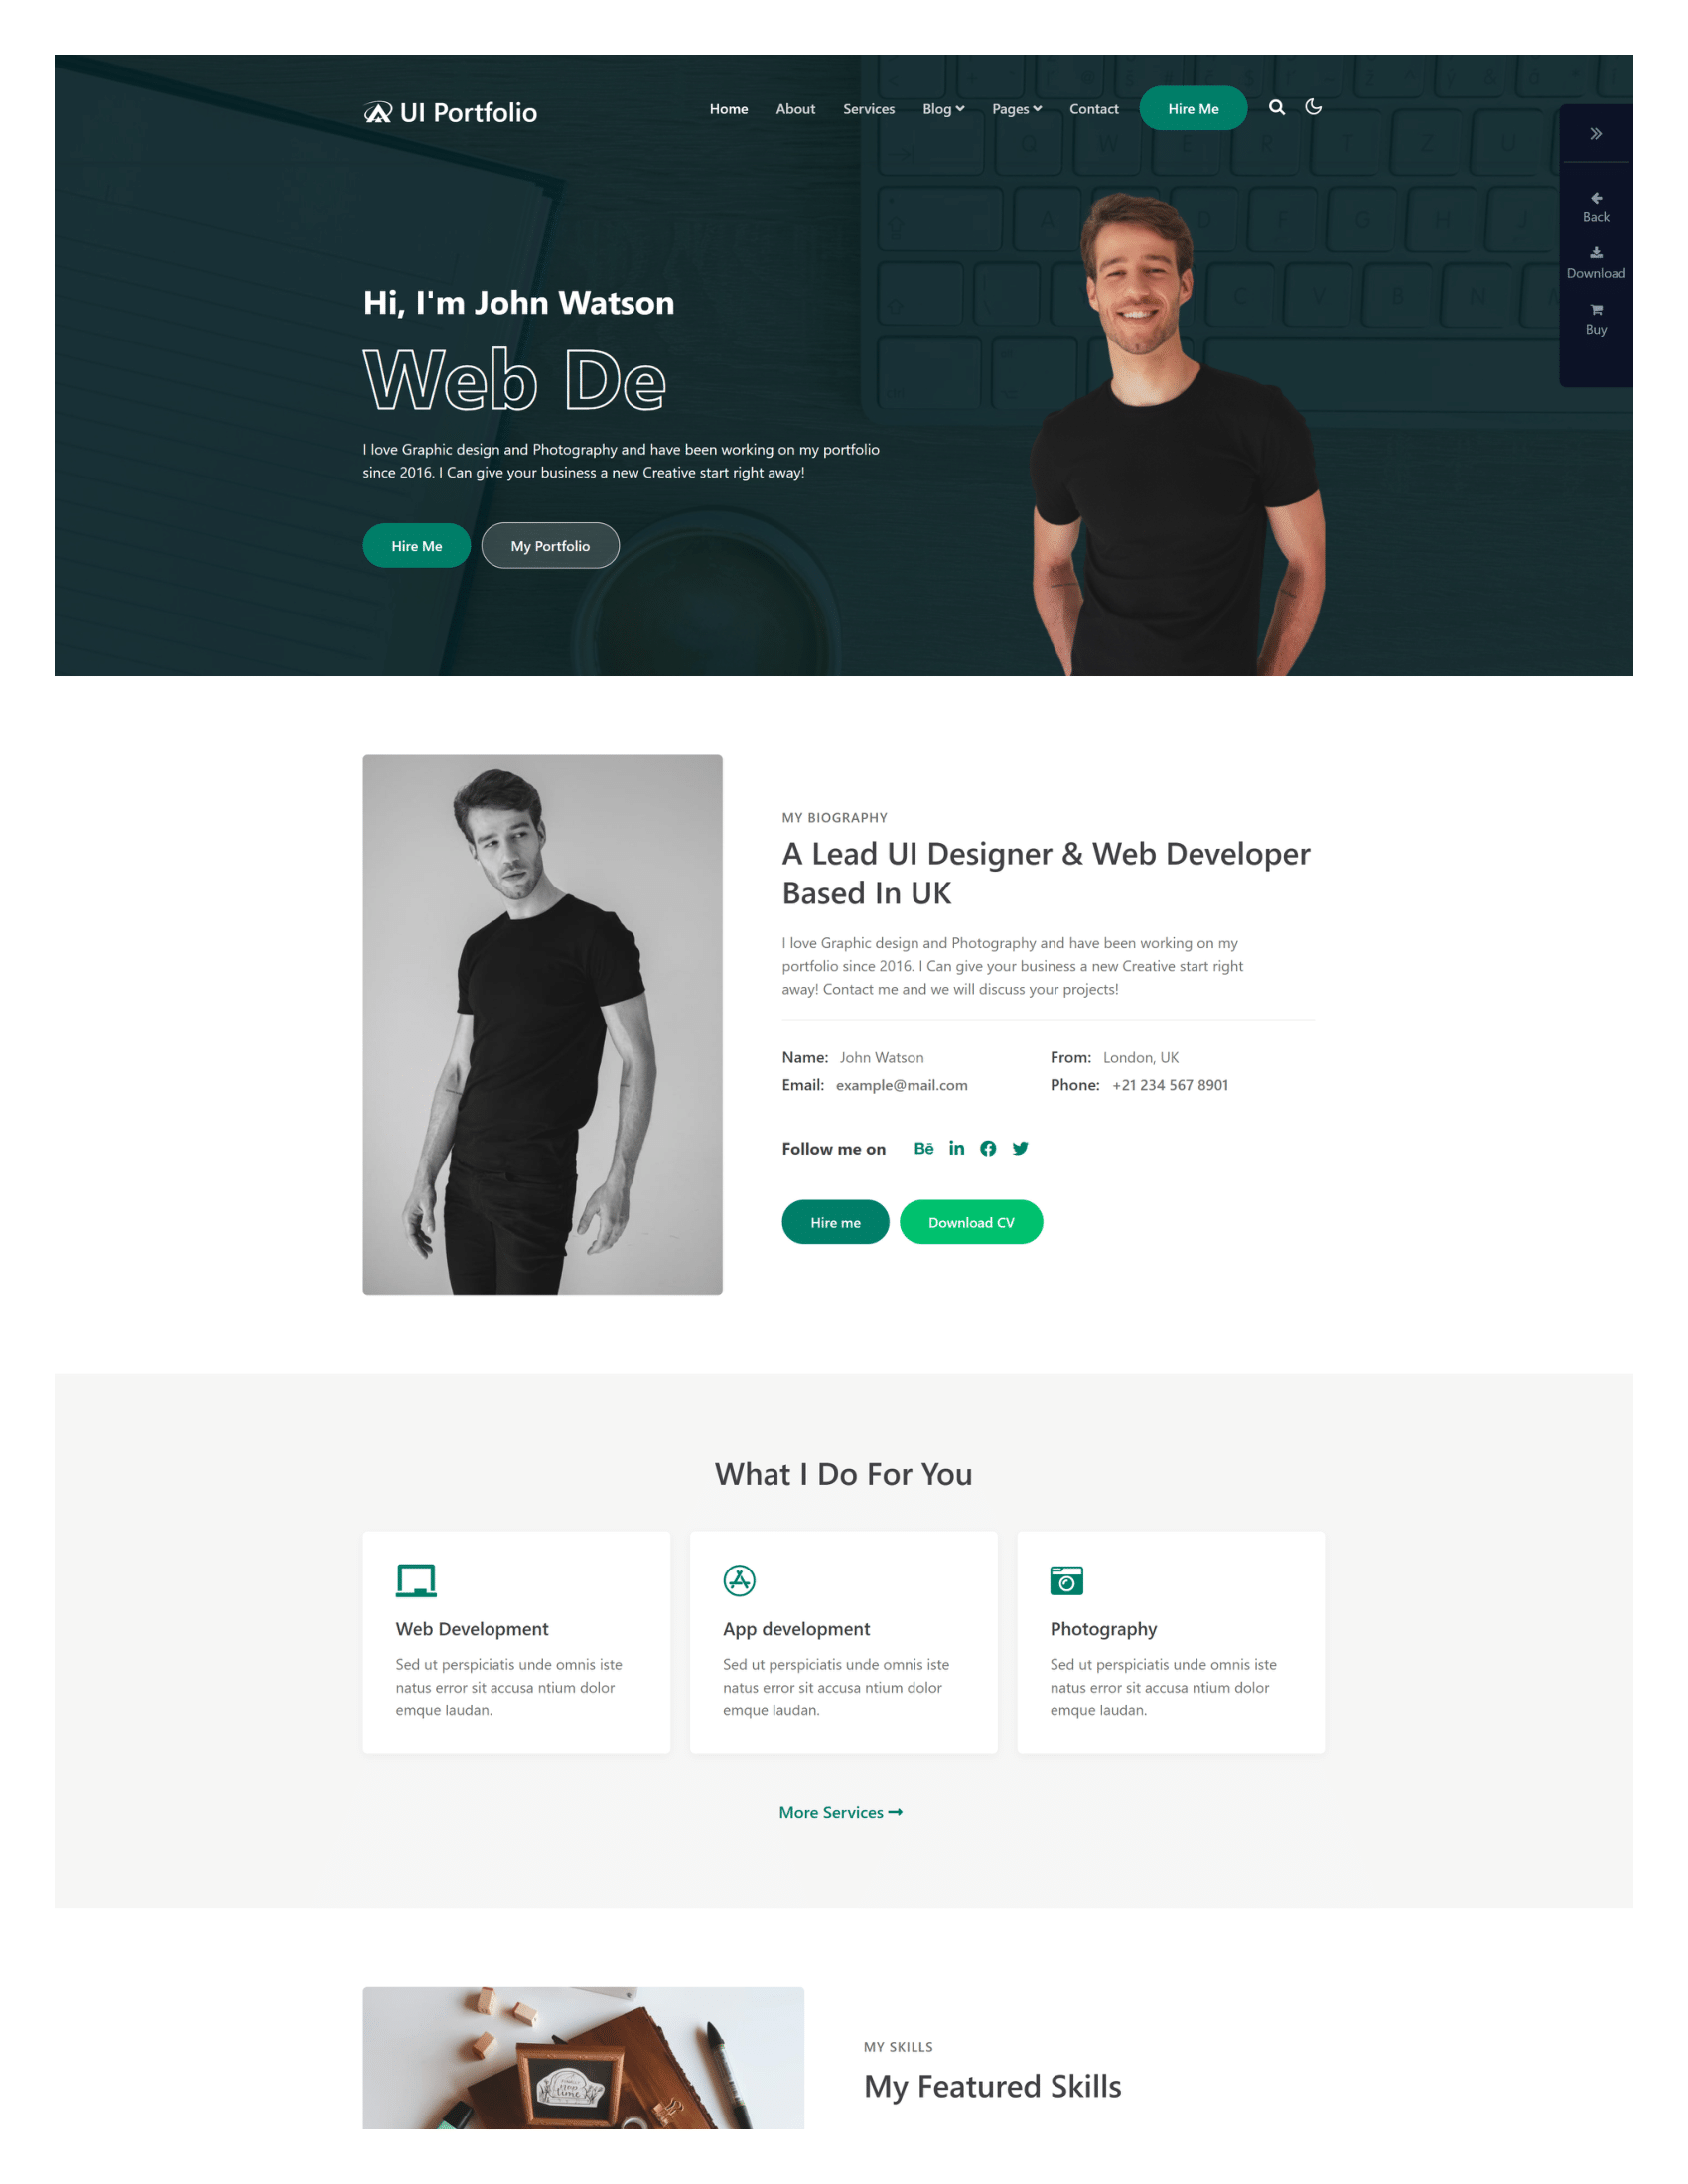 UI Portfolio
Home About Services Blog Pages Contact Hire Me
Back
Download
Buy
Hi, I'm John Watson
Web De
I love Graphic design and Photography and have been working on my portfolio
since 2016. I Can give your business a new Creative start right away!
Hire Me My Portfolio
MY BIOGRAPHY
A Lead UI Designer & Web Developer
Based In UK
I love Graphic design and Photography and have been working on my
portfolio since 2016. I Can give your business a new Creative start right
away! Contact me and we will discuss your projects!
Name: John Watson From: London, UK
Email: example@mail.com Phone: +21 234 567 8901
Follow me on Bē in
Hire me Download CV
What I Do For You
Web Development
Sed ut perspiciatis unde omnis iste
natus error sit accusa ntium dolor
emque laudan.
App development
Sed ut perspiciatis unde omnis iste
natus error sit accusa ntium dolor
emque laudan.
Photography
Sed ut perspiciatis unde omnis iste
natus error sit accusa ntium dolor
emque laudan.
More Services
MY SKILLS
My Featured Skills